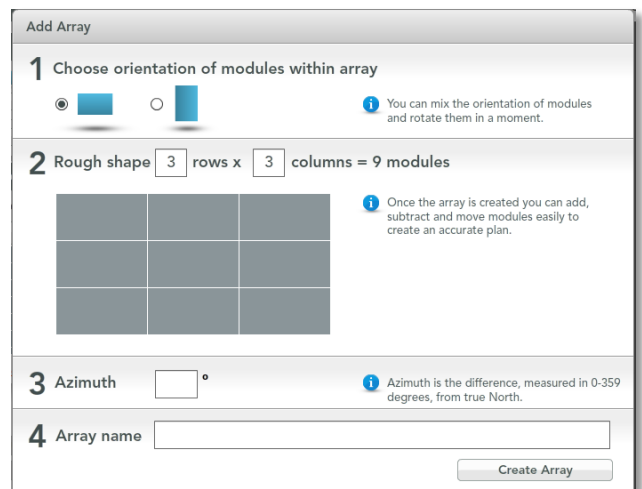 Add Array
1 Choose orientation of modules within array
i You can mix the orientation of modules
and rotate them in a moment.
2 Rough shape 3 rows x 3 columns = 9 modules
i Once the array is created you can add,
subtract and move modules easily to
create an accurate plan.
3 Azimuth °
i Azimuth is the difference, measured in 0-359
degrees, from true North.
4 Array name
Create Array